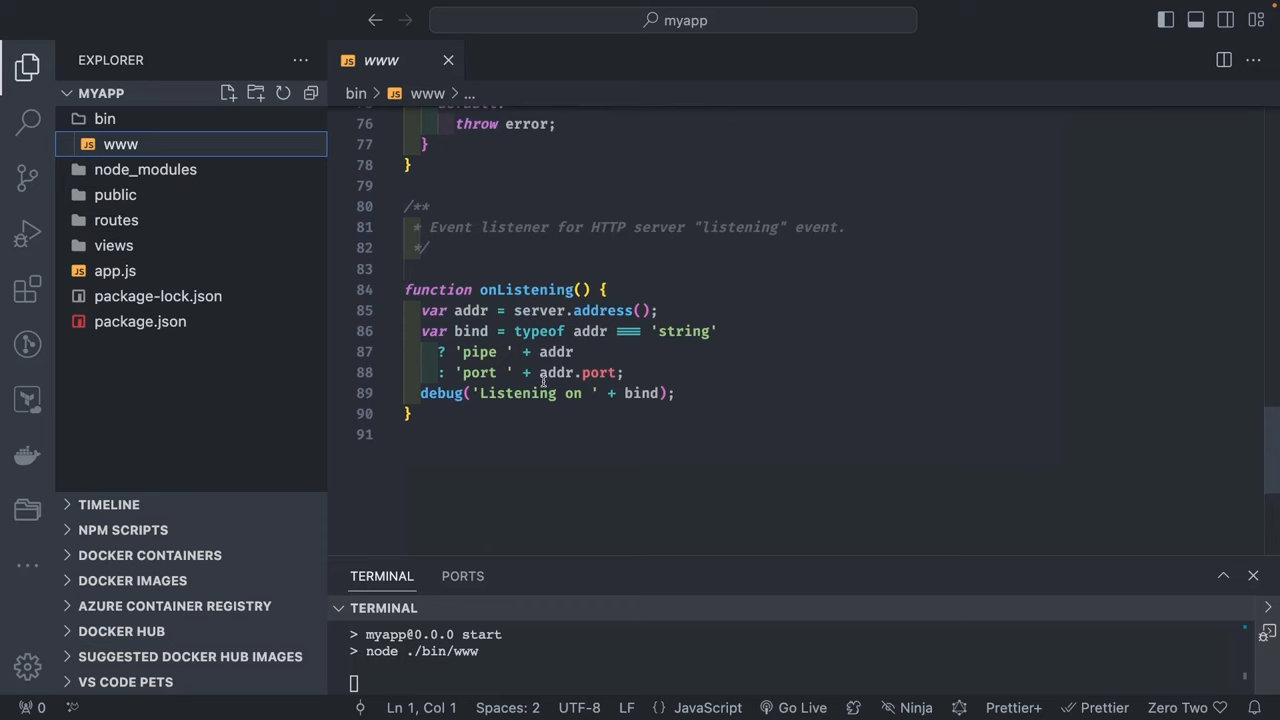 myapp
EXPLORER
MYAPP
bin
www
node_modules
public
routes
views
app.js
package-lock.json
package.json
TIMELINE
NPM SCRIPTS
DOCKER CONTAINERS
DOCKER IMAGES
AZURE CONTAINER REGISTRY
DOCKER HUB
SUGGESTED DOCKER HUB IMAGES
VS CODE PETS
JS www
bin > JS www > ...
76 throw error;
77 }
78 }
79
80 /**
81 * Event listener for HTTP server "listening" event.
82 */
83
84 function onListening() {
85 var addr = server.address();
86 var bind = typeof addr === 'string'
87 ? 'pipe ' + addr
88 : 'port ' + addr.port;
89 debug('Listening on ' + bind);
90 }
91
TERMINAL PORTS
TERMINAL
> myapp@0.0.0 start
> node ./bin/www
0 Ln 1, Col 1 Spaces: 2 UTF-8 LF {} JavaScript Go Live Ninja Prettier+ Prettier Zero Two